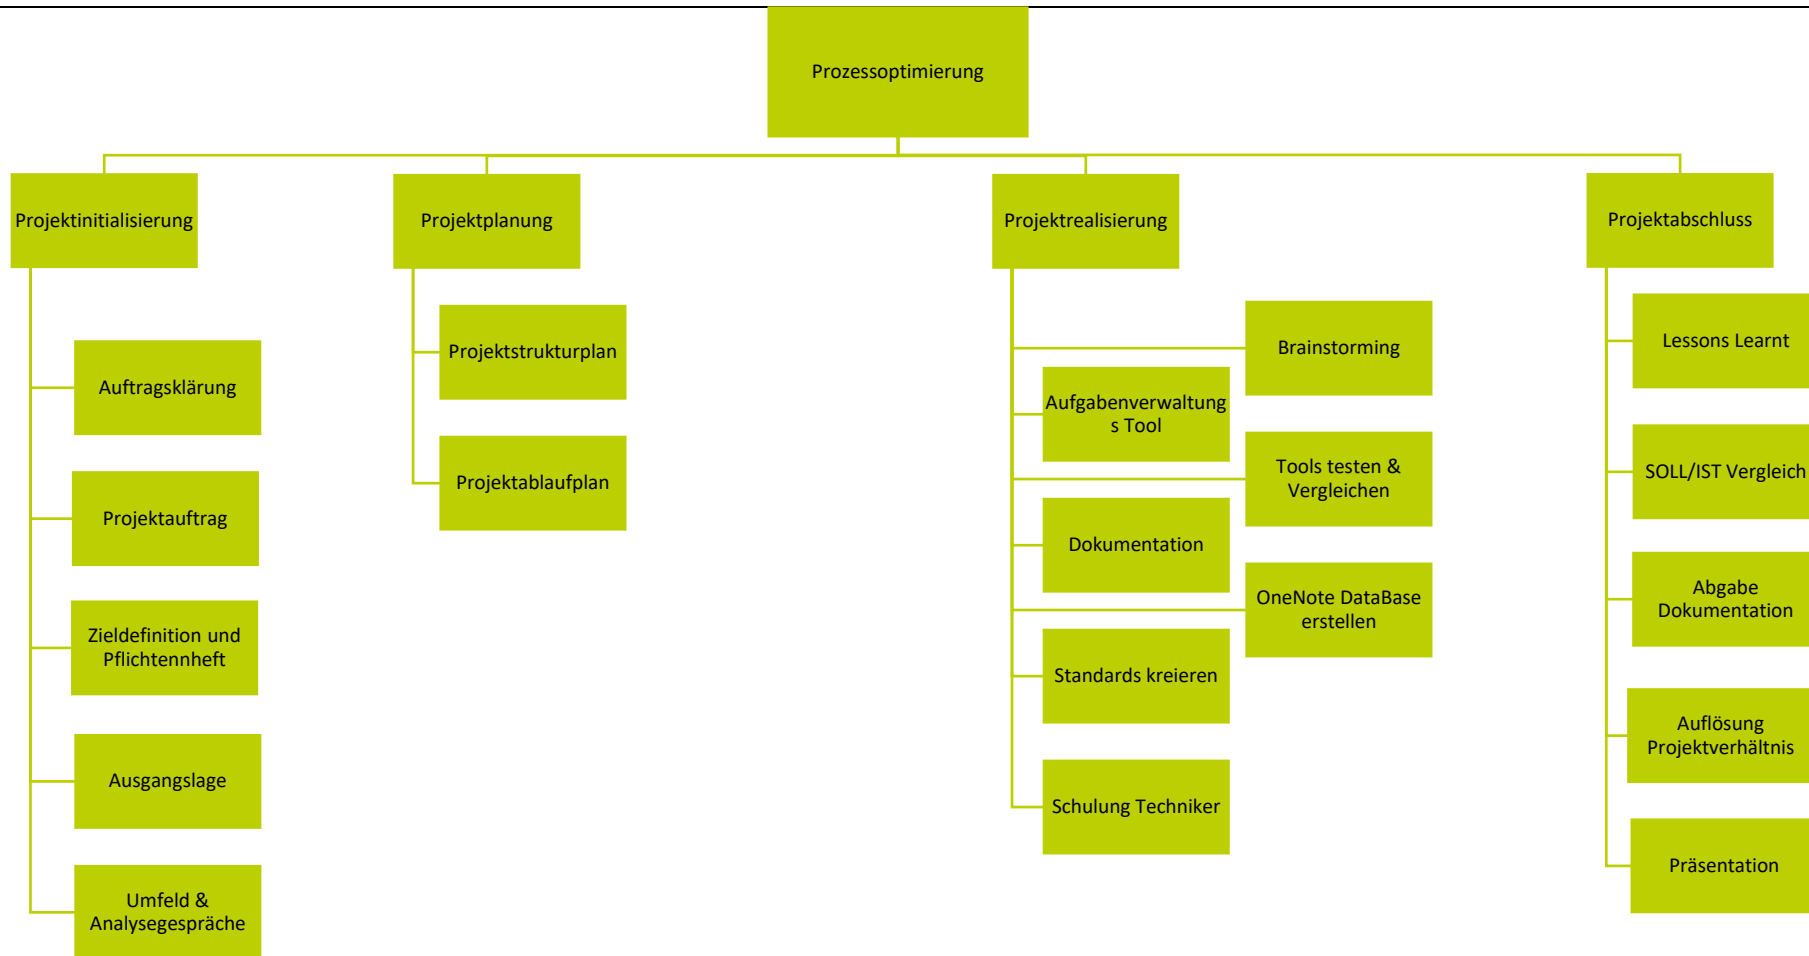 Prozessoptimierung
Projektinitialisierung
Auftragsklärung
Projektauftrag
Zieldefinition und
Pflichtennheft
Ausgangslage
Umfeld &
Analysegespräche
Projektplanung
Projektstrukturplan
Projektablaufplan
Projektrealisierung
Brainstorming
Aufgabenverwaltung
s Tool
Tools testen &
Vergleichen
Dokumentation
OneNote DataBase
erstellen
Standards kreieren
Schulung Techniker
Projektabschluss
Lessons Learnt
SOLL/IST Vergleich
Abgabe
Dokumentation
Auflösung
Projektverhältnis
Präsentation